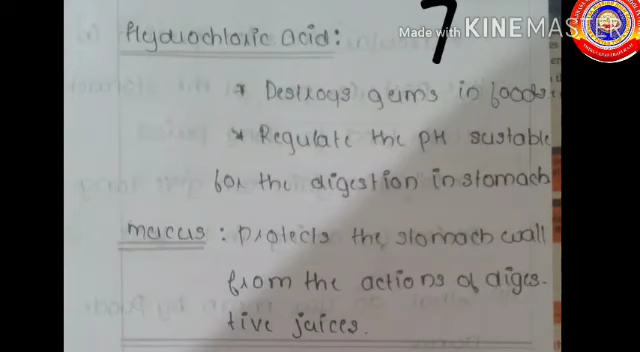 Hydrochloric acid:
7
Made with KINEMASTER
* Destroys germs in foods.
* Regulate the pH suitable
for the digestion in stomach
mucus : protects the stomach wall
from the actions of diges-
tive juices.